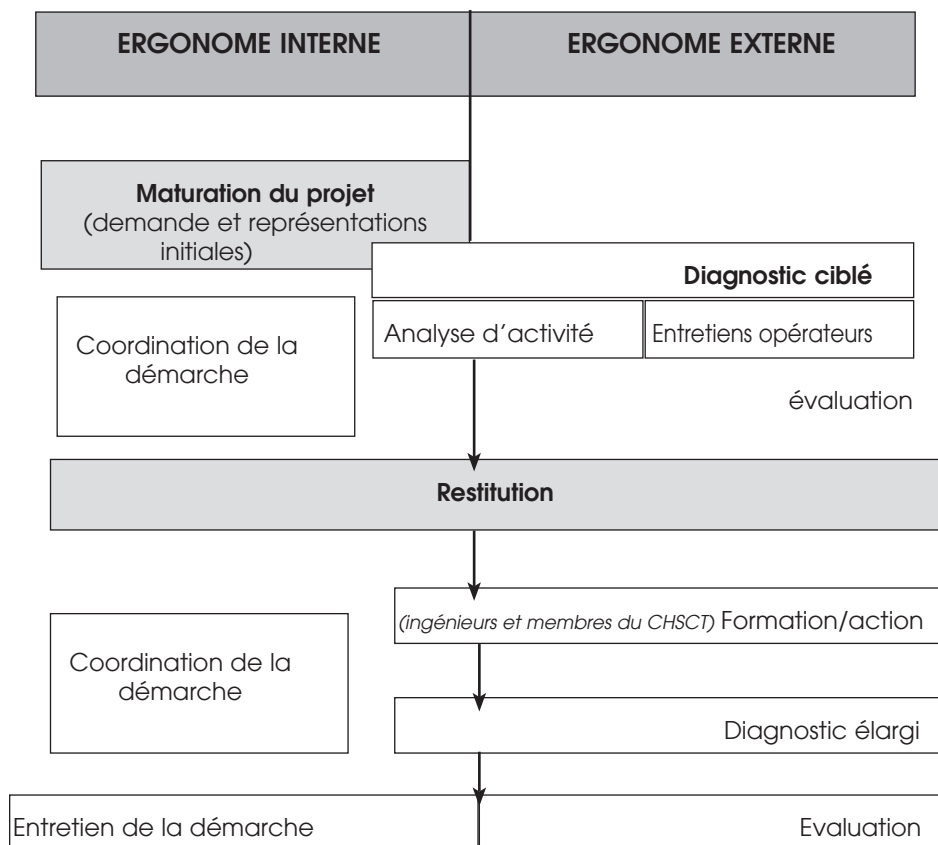 ERGONOME INTERNE
ERGONOME EXTERNE
Maturation du projet
(demande et représentations
initiales)
Diagnostic ciblé
Analyse d'activité
Entretiens opérateurs
Coordination de la
démarche
évaluation
Restitution
(ingénieurs et membres du CHSCT) Formation/action
Coordination de la
démarche
Diagnostic élargi
Entretien de la démarche
Evaluation